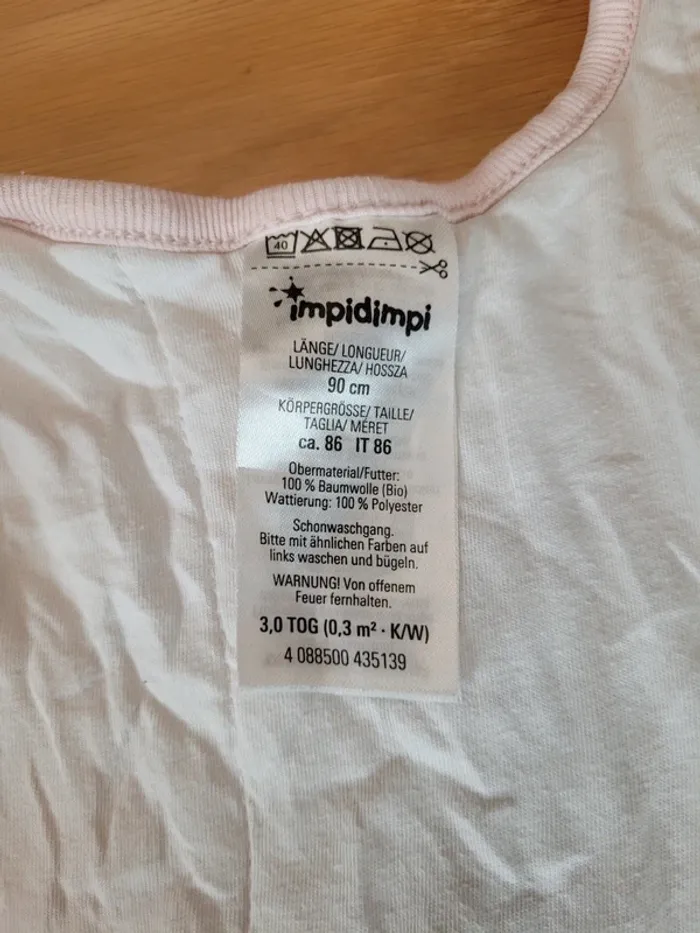 40
impidimpi
LÄNGE/ LONGUEUR/
LUNGHEZZA/ HOSSZA
90 cm
KÖRPERGRÖSSE/ TAILLE/
TAGLIA/ MÉRET
ca. 86 IT 86
Obermaterial/Futter:
100 % Baumwolle (Bio)
Wattierung: 100 % Polyester
Schonwaschgang.
Bitte mit ähnlichen Farben auf
links waschen und bügeln.
WARNUNG! Von offenem
Feuer fernhalten.
3,0 TOG (0,3 m² · K/W)
4 088500 435139